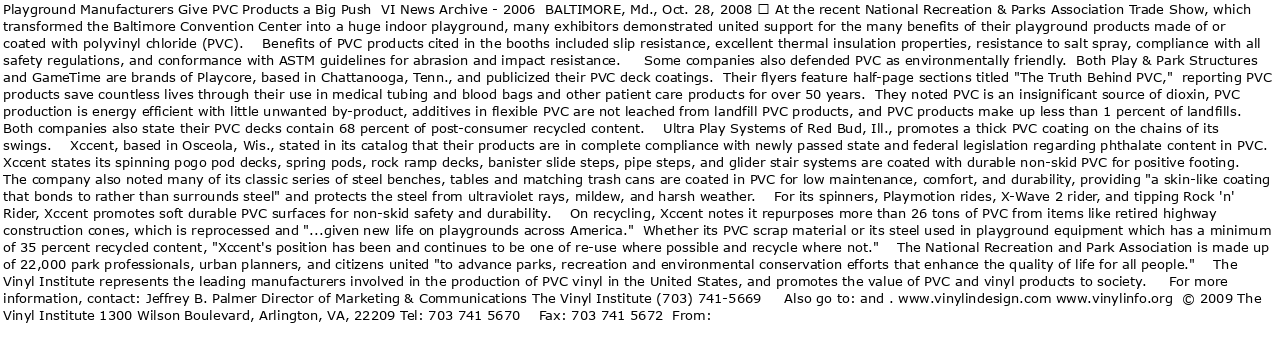 Playground Manufacturers Give PVC Products a Big Push  VI News Archive - 2006  BALTIMORE, Md., Oct. 28, 2008 □ At the recent National Recreation & Parks Association Trade Show, which
transformed the Baltimore Convention Center into a huge indoor playground, many exhibitors demonstrated united support for the many benefits of their playground products made of or
coated with polyvinyl chloride (PVC).    Benefits of PVC products cited in the booths included slip resistance, excellent thermal insulation properties, resistance to salt spray, compliance with all
safety regulations, and conformance with ASTM guidelines for abrasion and impact resistance.     Some companies also defended PVC as environmentally friendly.  Both Play & Park Structures
and GameTime are brands of Playcore, based in Chattanooga, Tenn., and publicized their PVC deck coatings.  Their flyers feature half-page sections titled "The Truth Behind PVC,"  reporting PVC
products save countless lives through their use in medical tubing and blood bags and other patient care products for over 50 years.  They noted PVC is an insignificant source of dioxin, PVC
production is energy efficient with little unwanted by-product, additives in flexible PVC are not leached from landfill PVC products, and PVC products make up less than 1 percent of landfills.
Both companies also state their PVC decks contain 68 percent of post-consumer recycled content.    Ultra Play Systems of Red Bud, Ill., promotes a thick PVC coating on the chains of its
swings.    Xccent, based in Osceola, Wis., stated in its catalog that their products are in complete compliance with newly passed state and federal legislation regarding phthalate content in PVC.
Xccent states its spinning pogo pod decks, spring pods, rock ramp decks, banister slide steps, pipe steps, and glider stair systems are coated with durable non-skid PVC for positive footing.
The company also noted many of its classic series of steel benches, tables and matching trash cans are coated in PVC for low maintenance, comfort, and durability, providing "a skin-like coating
that bonds to rather than surrounds steel" and protects the steel from ultraviolet rays, mildew, and harsh weather.    For its spinners, Playmotion rides, X-Wave 2 rider, and tipping Rock 'n'
Rider, Xccent promotes soft durable PVC surfaces for non-skid safety and durability.    On recycling, Xccent notes it repurposes more than 26 tons of PVC from items like retired highway
construction cones, which is reprocessed and "...given new life on playgrounds across America."  Whether its PVC scrap material or its steel used in playground equipment which has a minimum
of 35 percent recycled content, "Xccent's position has been and continues to be one of re-use where possible and recycle where not."    The National Recreation and Park Association is made up
of 22,000 park professionals, urban planners, and citizens united "to advance parks, recreation and environmental conservation efforts that enhance the quality of life for all people."    The
Vinyl Institute represents the leading manufacturers involved in the production of PVC vinyl in the United States, and promotes the value of PVC and vinyl products to society.     For more
information, contact: Jeffrey B. Palmer Director of Marketing & Communications The Vinyl Institute (703) 741-5669     Also go to: and . www.vinylindesign.com www.vinylinfo.org  © 2009 The
Vinyl Institute 1300 Wilson Boulevard, Arlington, VA, 22209 Tel: 703 741 5670    Fax: 703 741 5672  From: